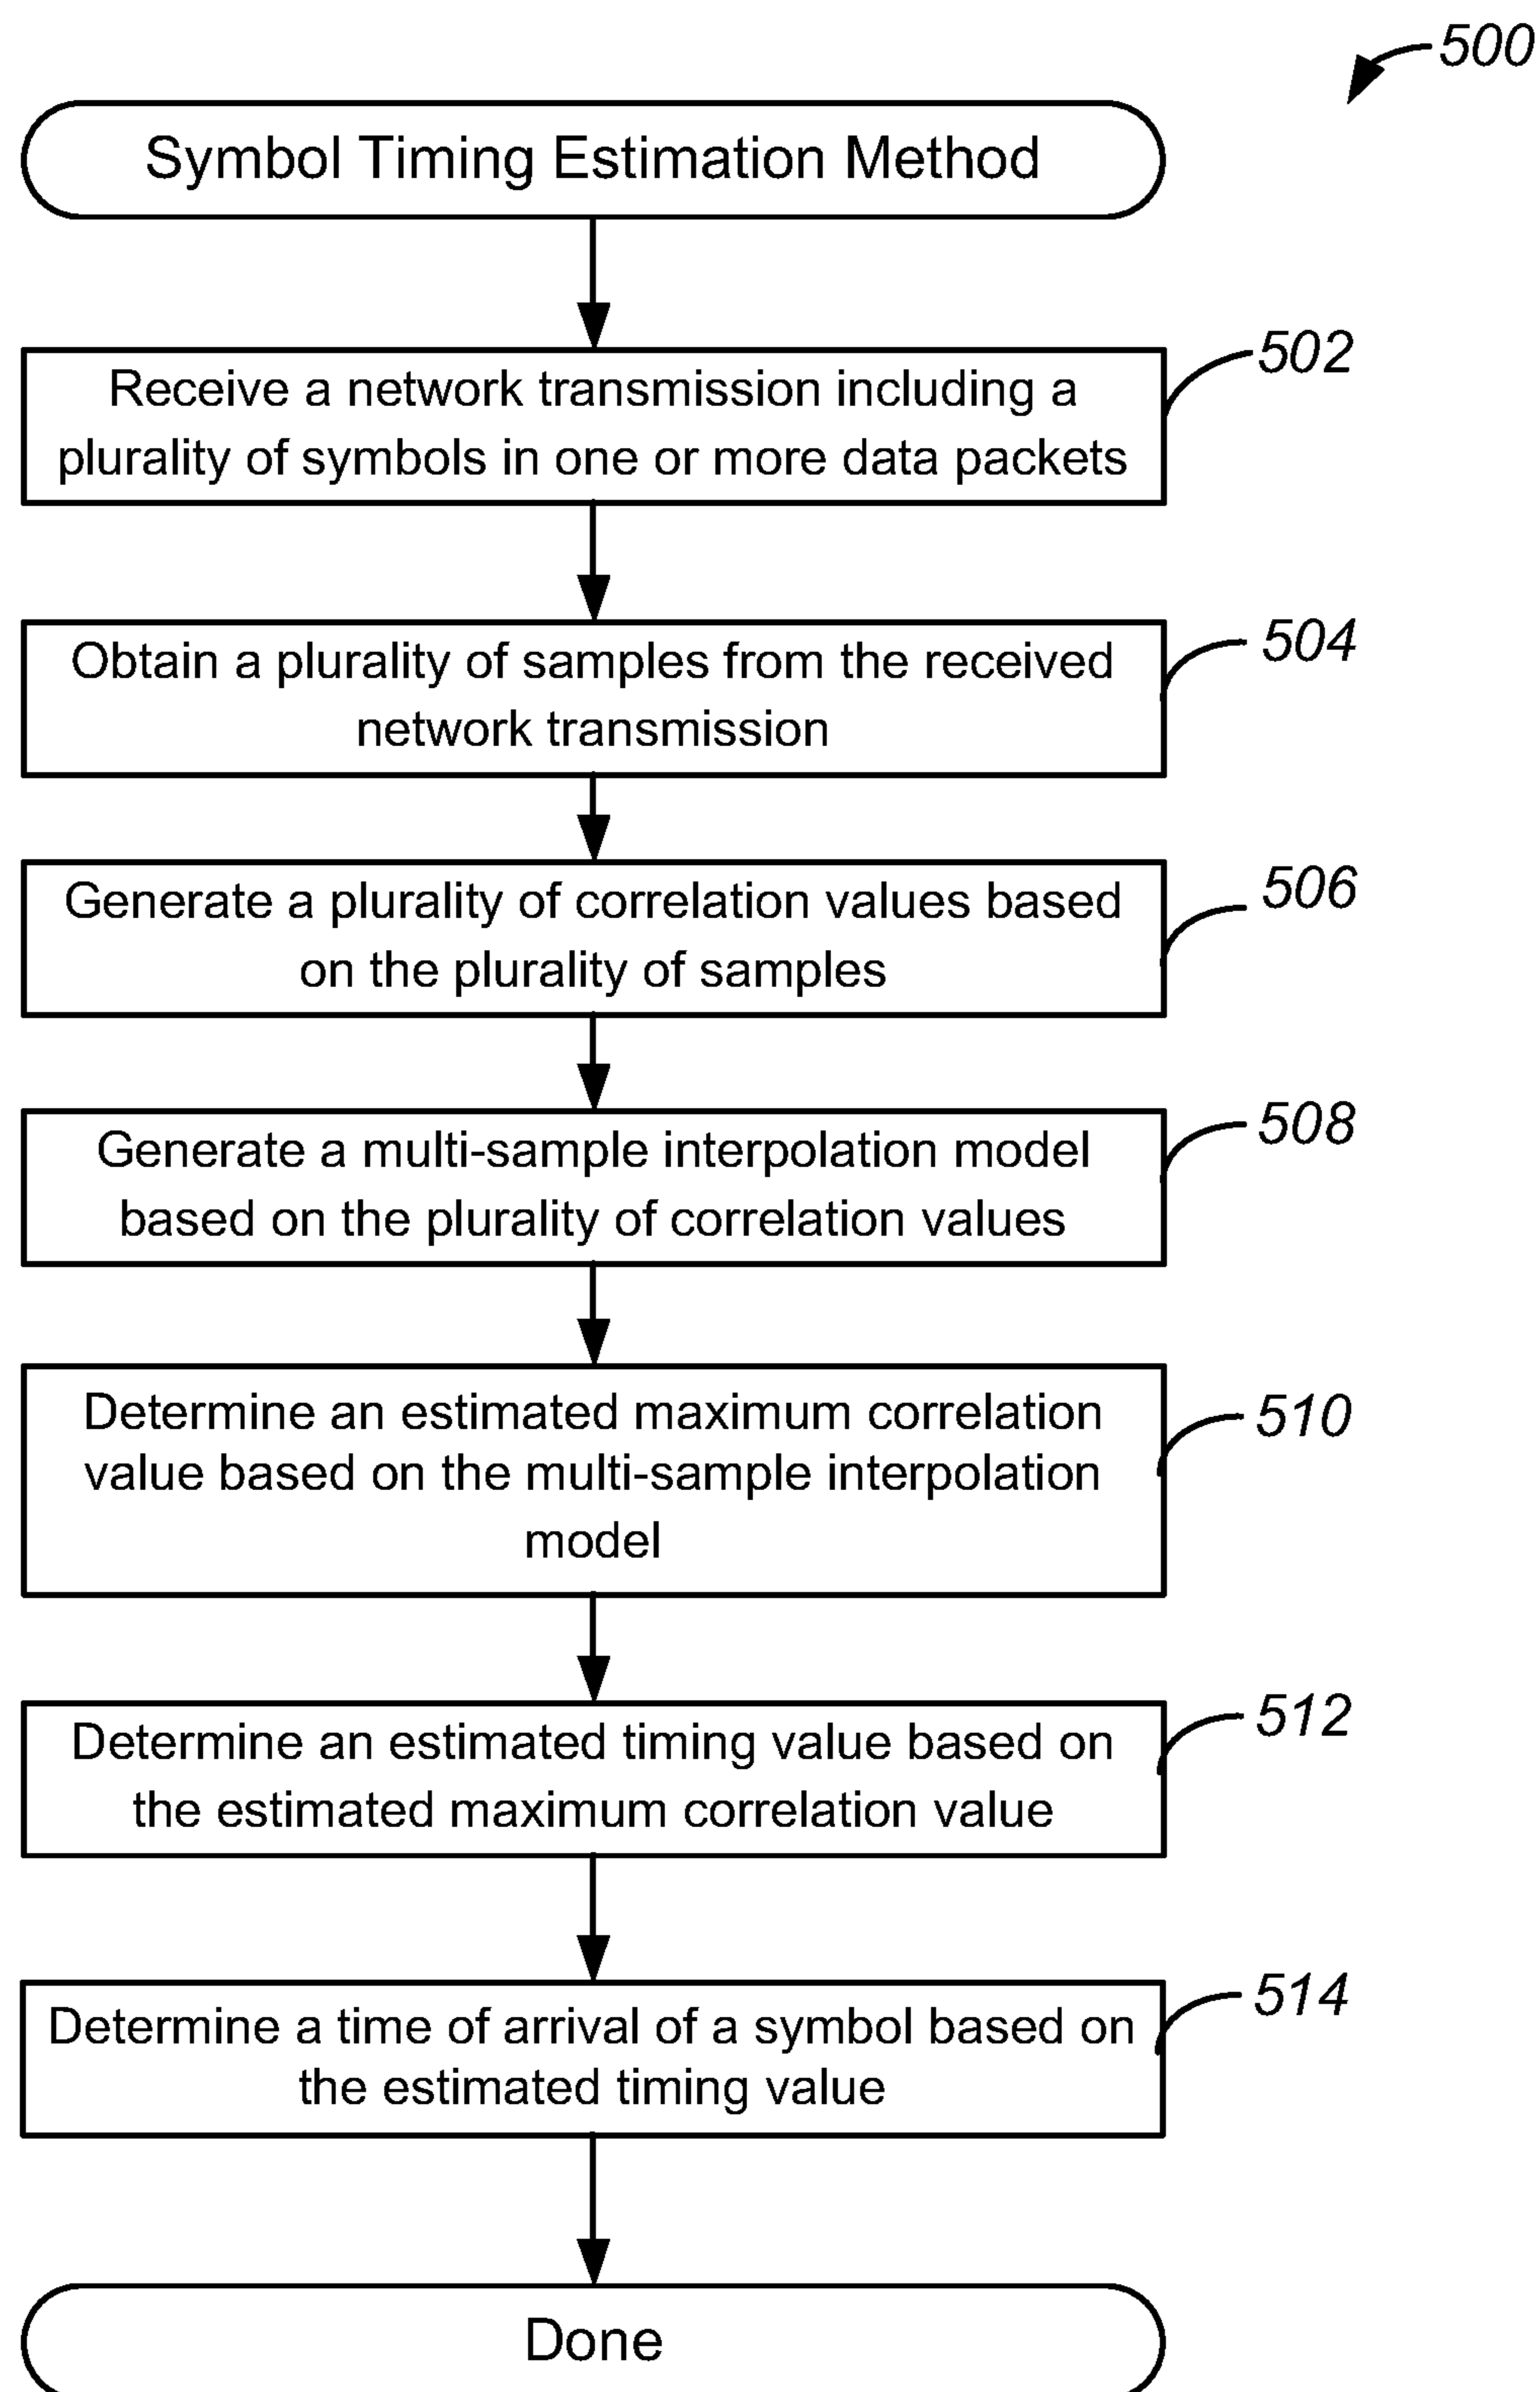 500
Symbol Timing Estimation Method
502
Receive a network transmission including a
plurality of symbols in one or more data packets
504
Obtain a plurality of samples from the received
network transmission
506
Generate a plurality of correlation values based
on the plurality of samples
508
Generate a multi-sample interpolation model
based on the plurality of correlation values
510
Determine an estimated maximum correlation
value based on the multi-sample interpolation
model
512
Determine an estimated timing value based on
the estimated maximum correlation value
514
Determine a time of arrival of a symbol based on
the estimated timing value
Done